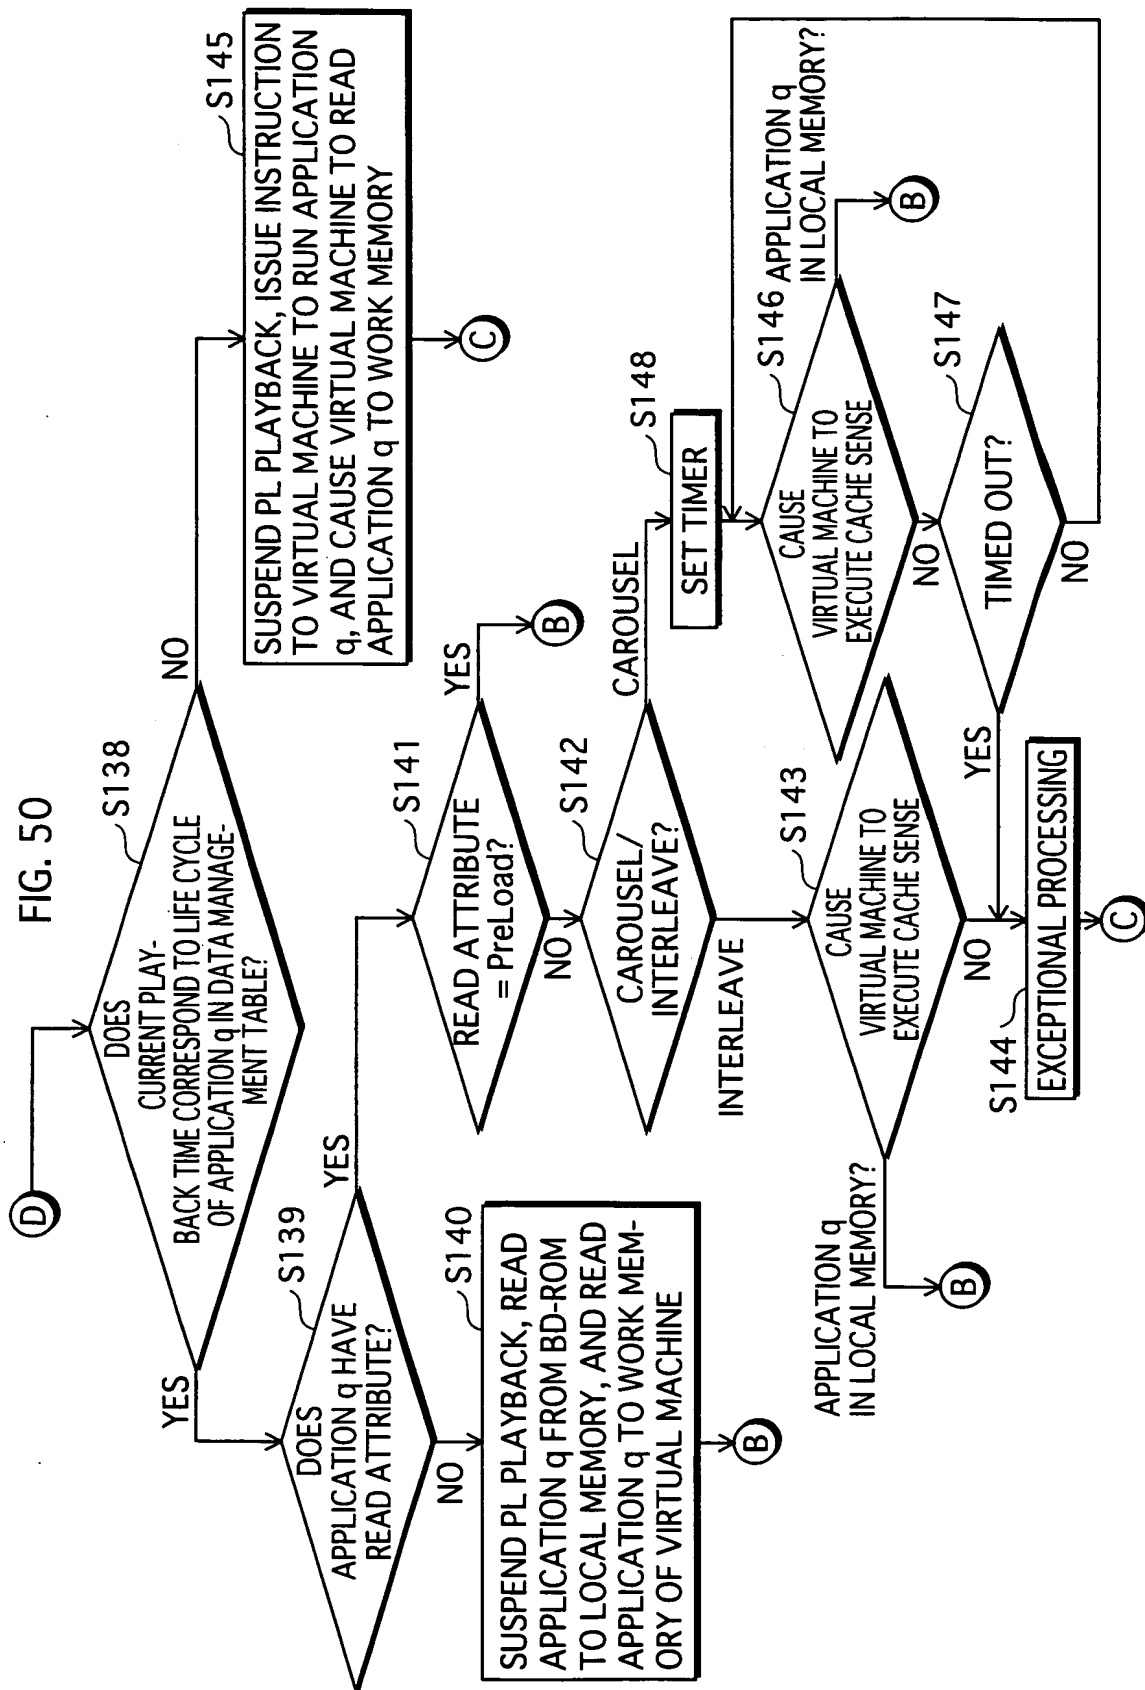 FIG. 50
D
S138
DOES
CURRENT PLAY-
BACK TIME CORRESPOND TO LIFE CYCLE
OF APPLICATION q IN DATA MANAGE-
MENT TABLE?
YES
NO
S145
SUSPEND PL PLAYBACK, ISSUE INSTRUCTION
TO VIRTUAL MACHINE TO RUN APPLICATION
q, AND CAUSE VIRTUAL MACHINE TO READ
APPLICATION q TO WORK MEMORY
C
S139
DOES
APPLICATION q HAVE
READ ATTRIBUTE?
YES
NO
S140
SUSPEND PL PLAYBACK, READ
APPLICATION q FROM BD-ROM
TO LOCAL MEMORY, AND READ
APPLICATION q TO WORK MEM-
ORY OF VIRTUAL MACHINE
B
S141
READ ATTRIBUTE
= PreLoad?
YES
B
NO
S142
CAROUSEL/
INTERLEAVE?
CAROUSEL
INTERLEAVE
S148
SET TIMER
S143
CAUSE
VIRTUAL MACHINE TO
EXECUTE CACHE SENSE
APPLICATION q
IN LOCAL MEMORY?
B
NO
S146
CAUSE
VIRTUAL MACHINE TO
EXECUTE CACHE SENSE
APPLICATION q
IN LOCAL MEMORY?
B
NO
S147
TIMED OUT?
YES
NO
S144
EXCEPTIONAL PROCESSING
C